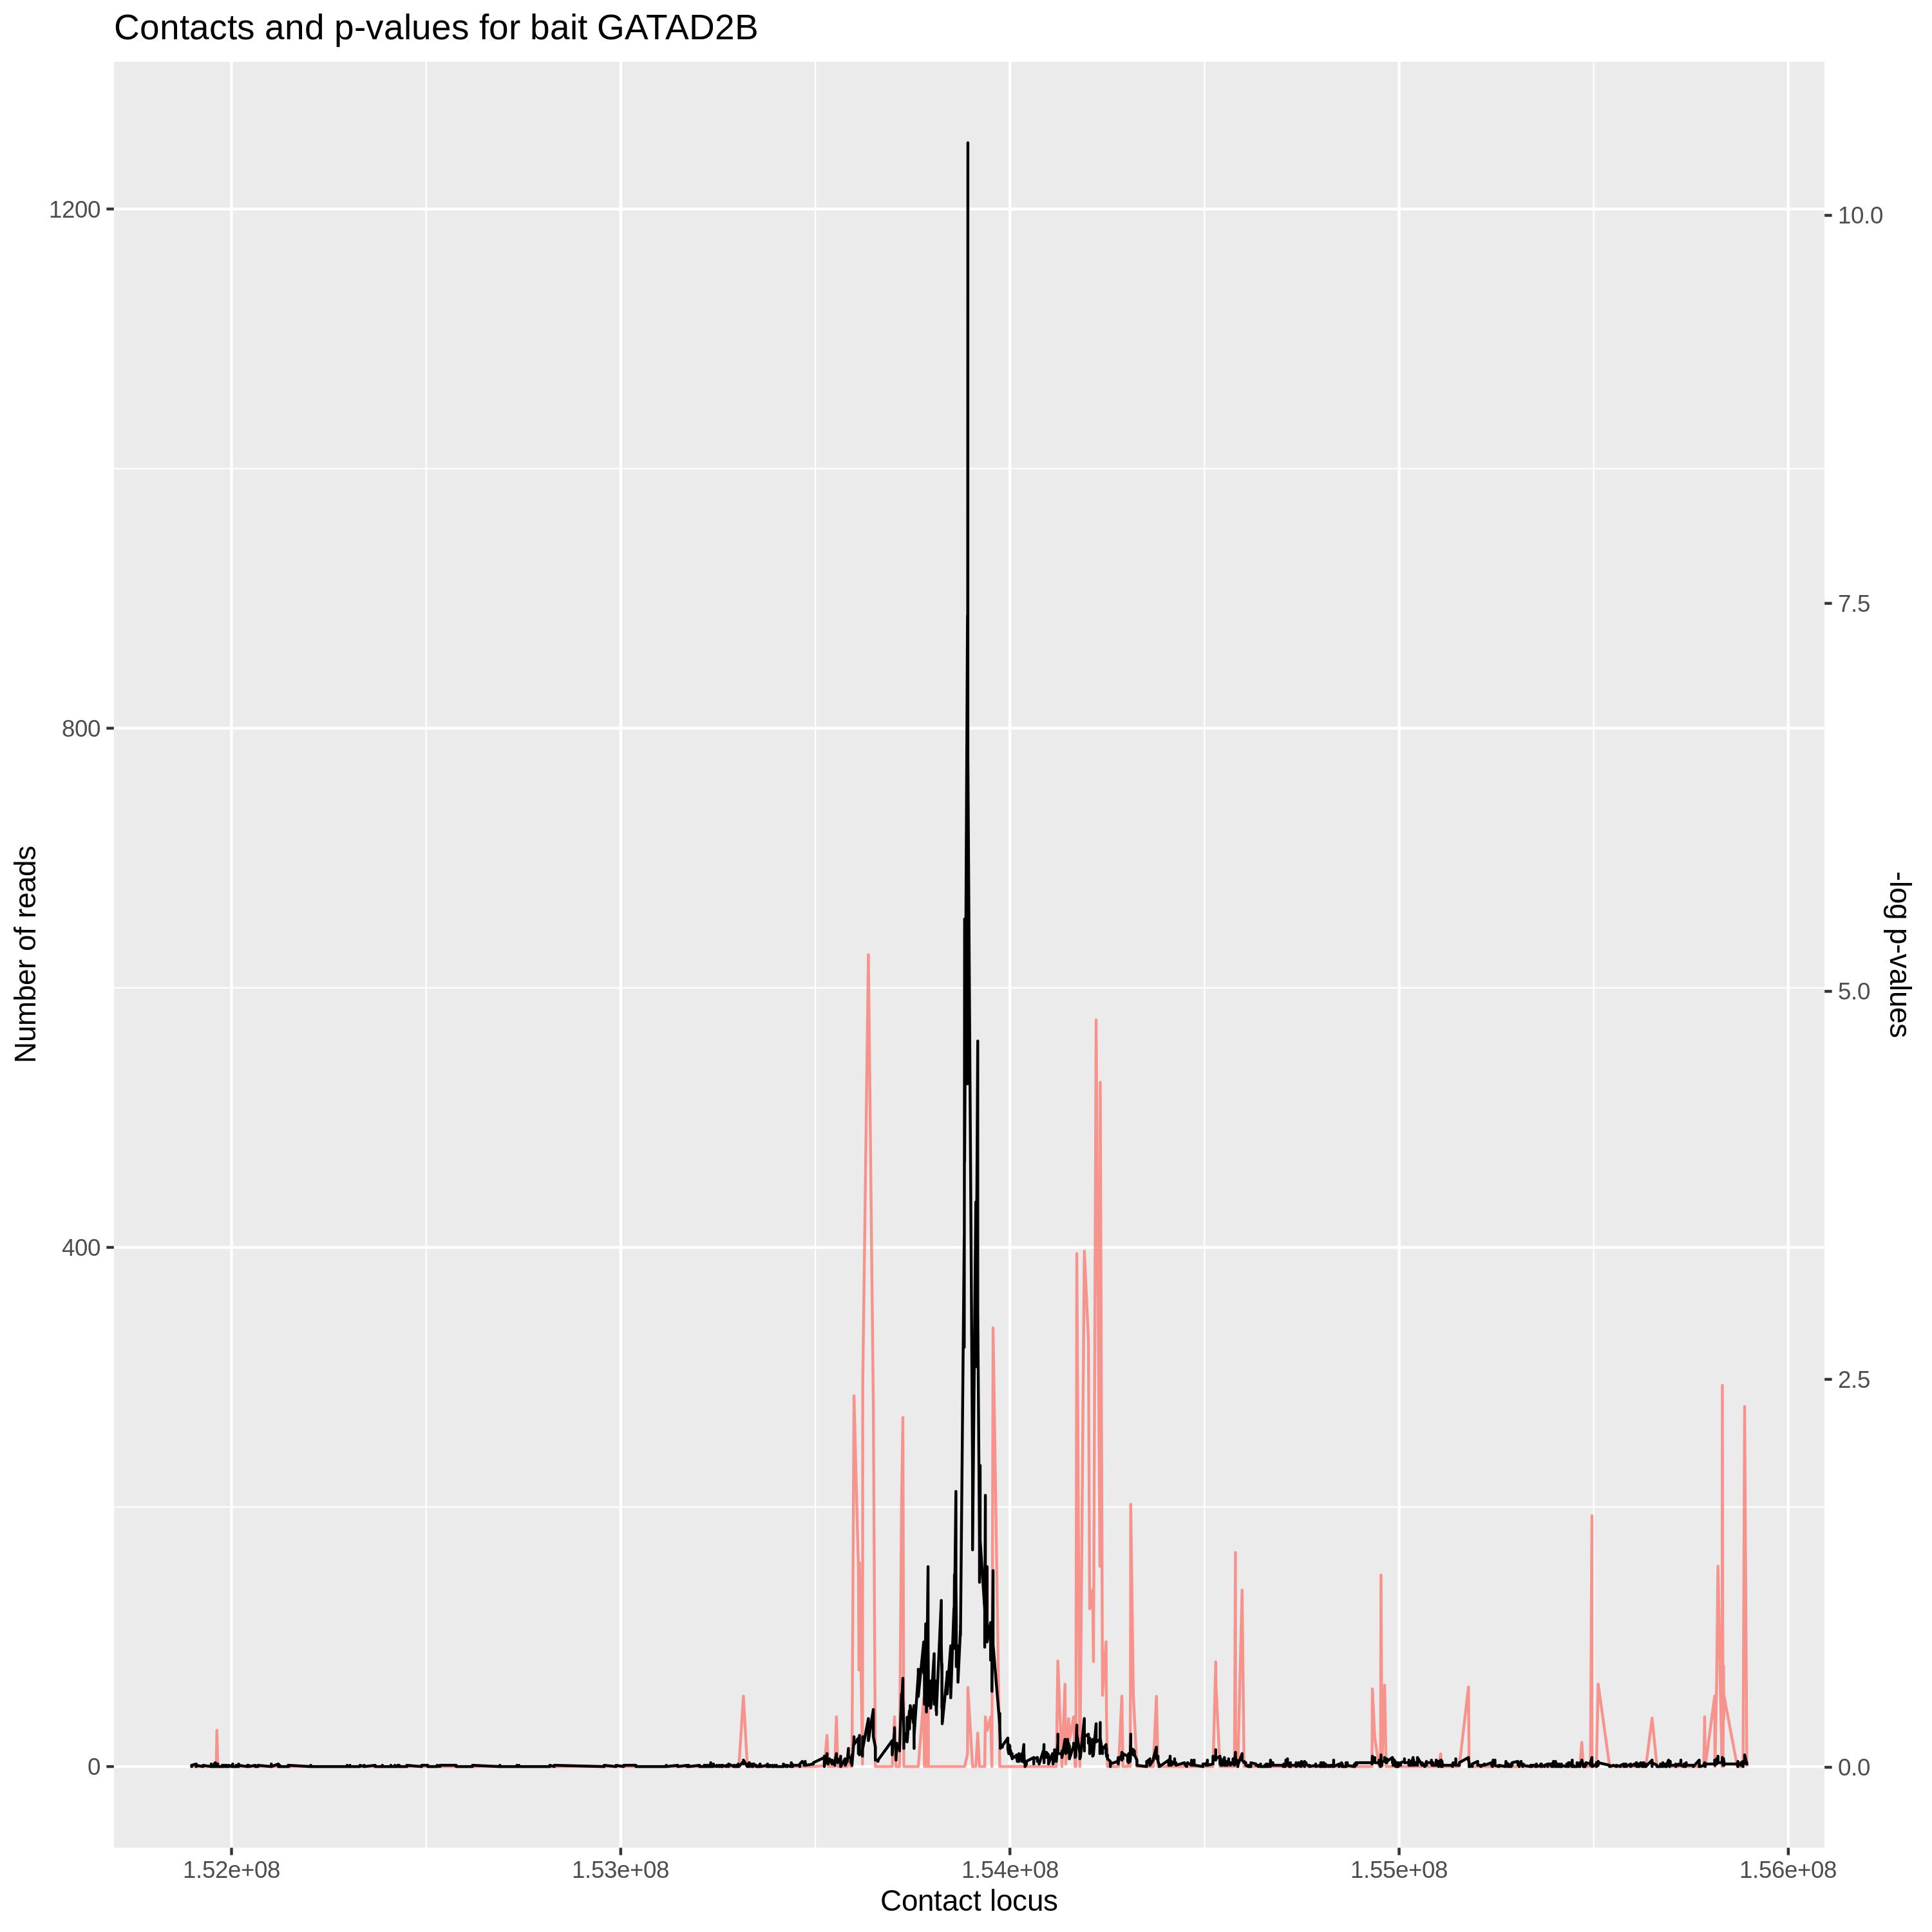 Contacts and p-values for bait GATAD2B
1200
800
400
0
Number of reads
10.0
7.5
5.0
2.5
0.0
-log p-values
1.52e+08 1.53e+08 1.54e+08 1.55e+08 1.56e+08
Contact locus